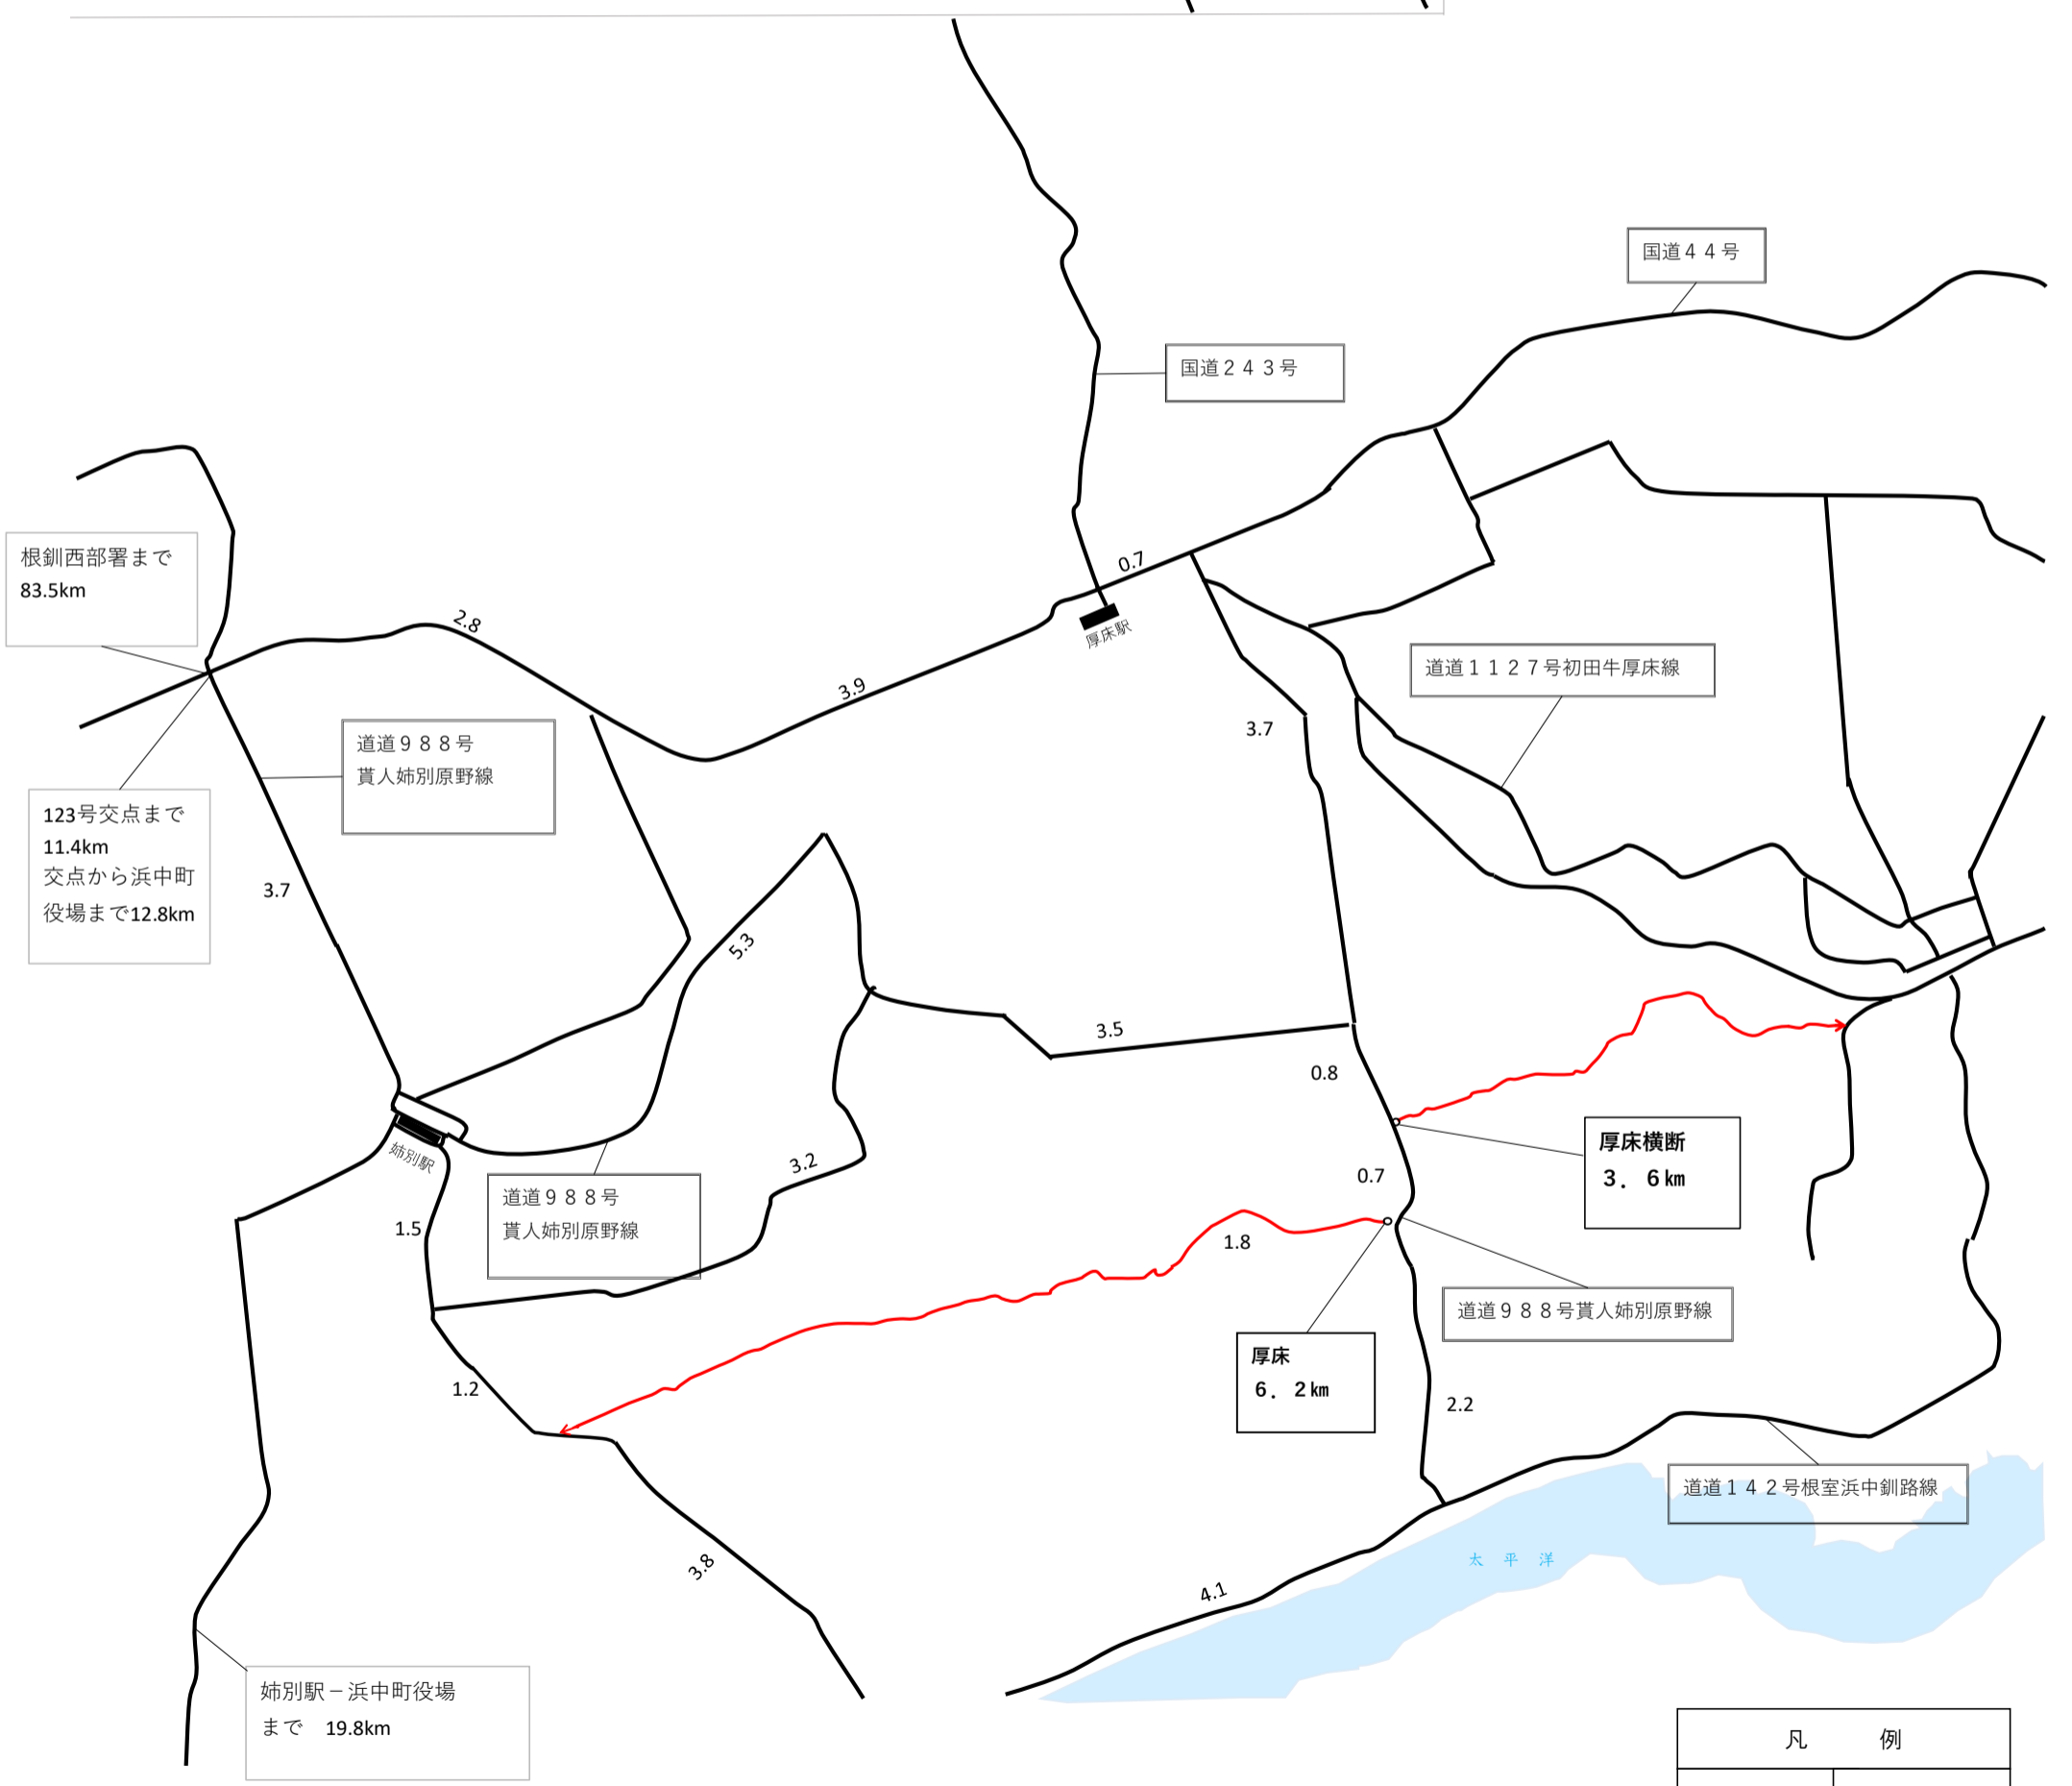 国道４４号
国道２４３号
根釧西部署まで
83.5km
0.7
厚床駅
2.8
3.9
道道１１２７号初田牛厚床線
道道９８８号
貰人姉別原野線
3.7
123号交点まで
11.4km
交点から浜中町
役場まで12.8km
3.7
5.3
3.5
0.8
厚床横断
３．６㎞
姉別駅
3.2
0.7
道道９８８号
貰人姉別原野線
1.5
1.8
道道９８８号貰人姉別原野線
厚床
６．２㎞
1.2
2.2
道道１４２号根室浜中釧路線
太　平　洋
3.8
4.1
姉別駅－浜中町役場
まで　19.8km
凡　　例